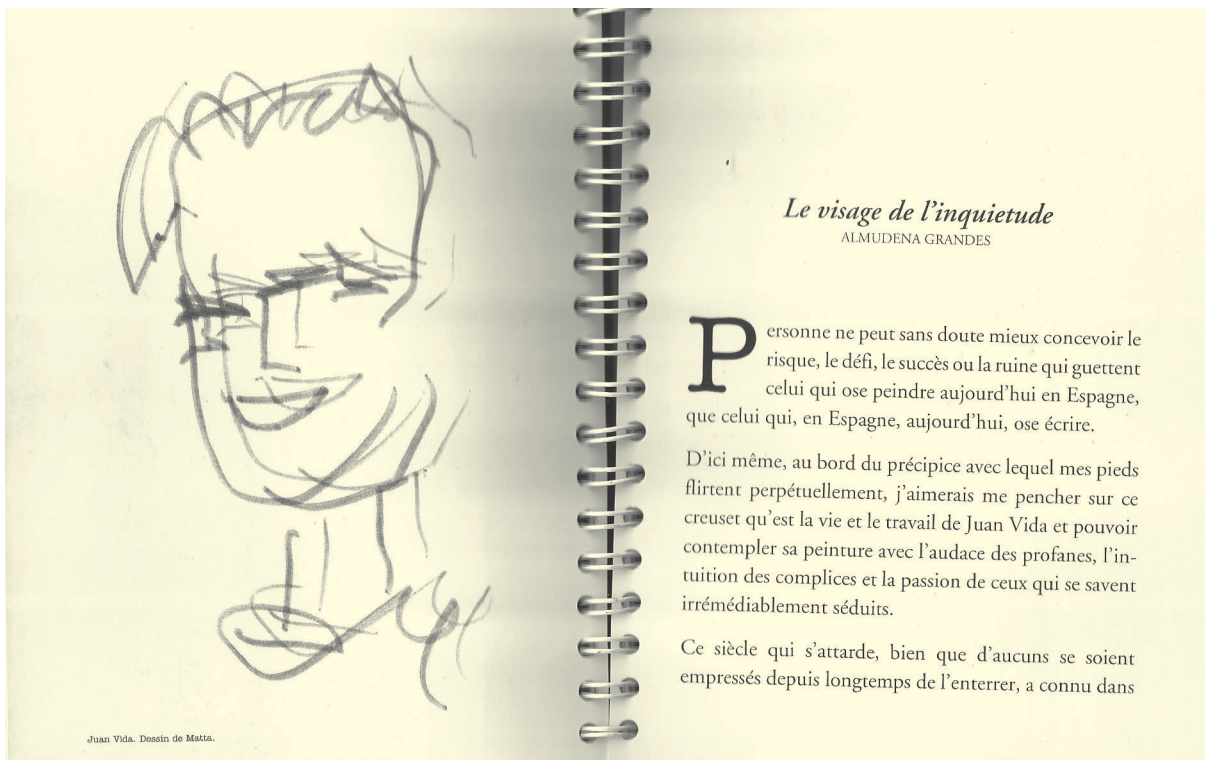 Juan Vida. Dessin de Matta.
Le visage de l'inquietude
ALMUDENA GRANDES
Personne ne peut sans doute mieux concevoir le
risque, le défi, le succès ou la ruine qui guettent
celui qui ose peindre aujourd'hui en Espagne,
que celui qui, en Espagne, aujourd'hui, ose écrire.
D'ici même, au bord du précipice avec lequel mes pieds
flirtent perpétuellement, j'aimerais me pencher sur ce
creuset qu'est la vie et le travail de Juan Vida et pouvoir
contempler sa peinture avec l'audace des profanes, l'in-
tuition des complices et la passion de ceux qui se savent
irrémédiablement séduits.
Ce siècle qui s'attarde, bien que d'aucuns se soient
empressés depuis longtemps de l'enterrer, a connu dans